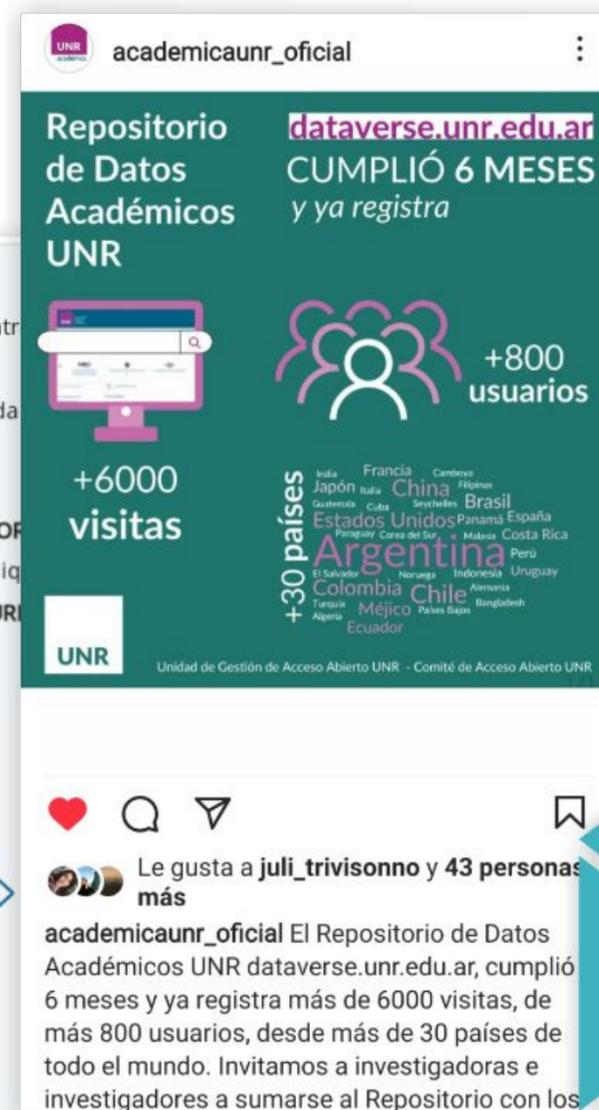 UNR
academicaunr_oficial
Repositorio
de Datos
Académicos
UNR
dataverse.unr.edu.ar
CUMPLIÓ 6 MESES
y ya registra
+6000
visitas
+800
usuarios
+30 países
India Francia Camboya
Japón Italia China Filipinas
Guatemala Cuba Seychelles Brasil
Estados Unidos Panamá España
Paraguay Corea del Sur Malasia Costa Rica
Argentina Perú
El Salvador Noruega Indonesia Uruguay
Colombia Chile Alemania
Turquía Méjico Países Bajos Bangladesh
Algeria
Ecuador
UNR
Unidad de Gestión de Acceso Abierto UNR - Comité de Acceso Abierto UNR
Le gusta a juli_trivisonno y 43 personas
más
academicaunr_oficial El Repositorio de Datos
Académicos UNR dataverse.unr.edu.ar, cumplió
6 meses y ya registra más de 6000 visitas, de
más 800 usuarios, desde más de 30 países de
todo el mundo. Invitamos a investigadoras e
investigadores a sumarse al Repositorio con los